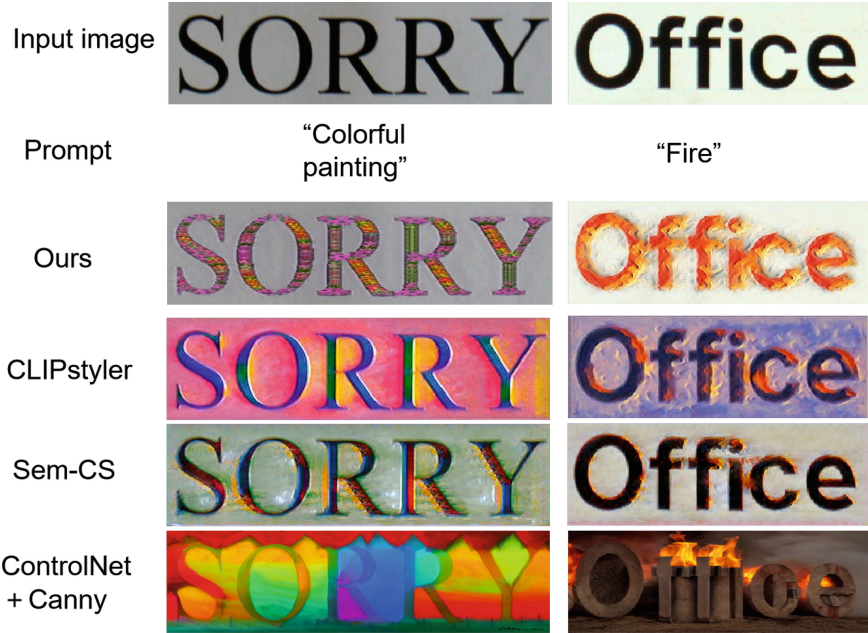 Input image SORRY Office
Prompt “Colorful painting” “Fire”
Ours SORRY Office
CLIPstyler SORRY Office
Sem-CS SORRY Office
ControlNet + Canny SORRY Office